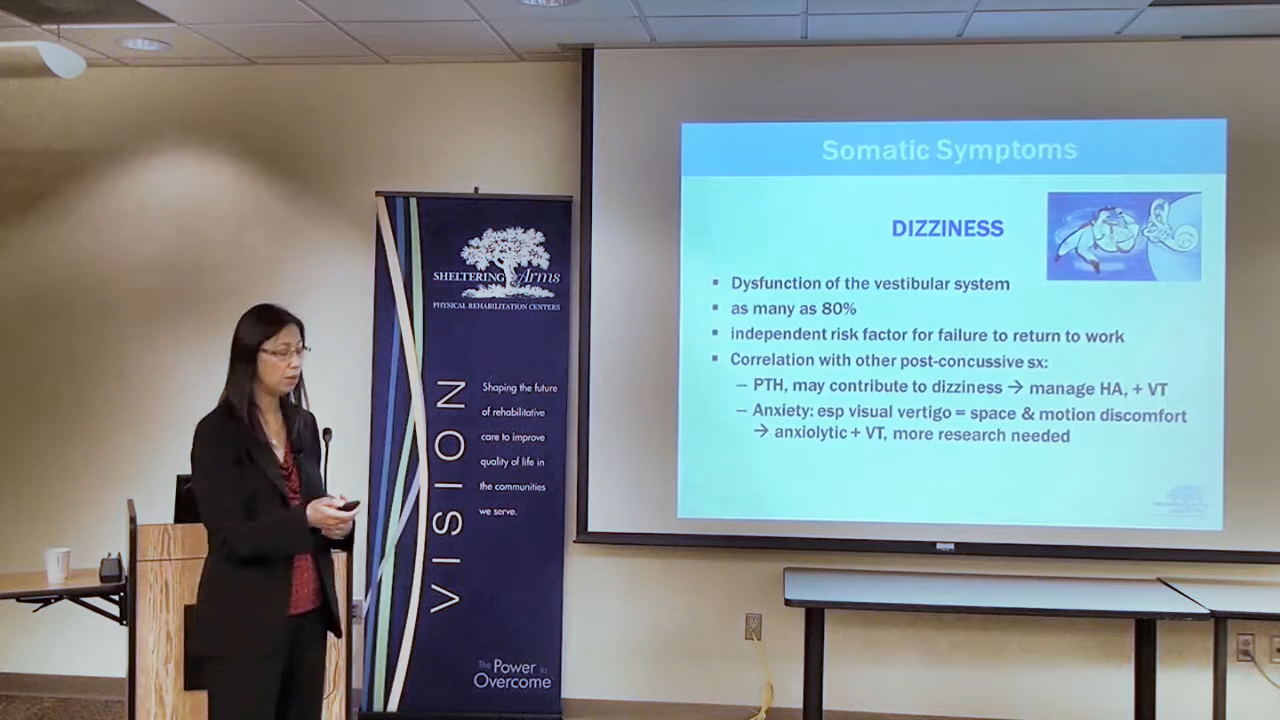 Somatic Symptoms
DIZZINESS
▪ Dysfunction of the vestibular system
▪ as many as 80%
▪ independent risk factor for failure to return to work
▪ Correlation with other post-concussive sx:
– PTH, may contribute to dizziness → manage HA, + VT
– Anxiety: esp visual vertigo = space & motion discomfort
→ anxiolytic + VT, more research needed
SHELTERING Arms
PHYSICAL REHABILITATION CENTERS
VISION
Shaping the future
of rehabilitative
care to improve
quality of life in
the communities
we serve.
The Power to
Overcome